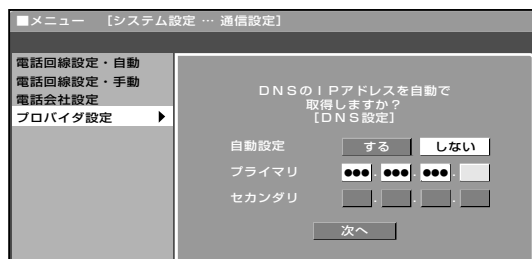 ■メニュー [システム設定 … 通信設定]
電話回線設定・自動
電話回線設定・手動
電話会社設定
プロバイダ設定 ▶
DNSのIPアドレスを自動で
取得しますか？
[DNS設定]
自動設定 する しない
プライマリ ●●●. ●●●. ●●●.
セカンダリ . . .
次へ